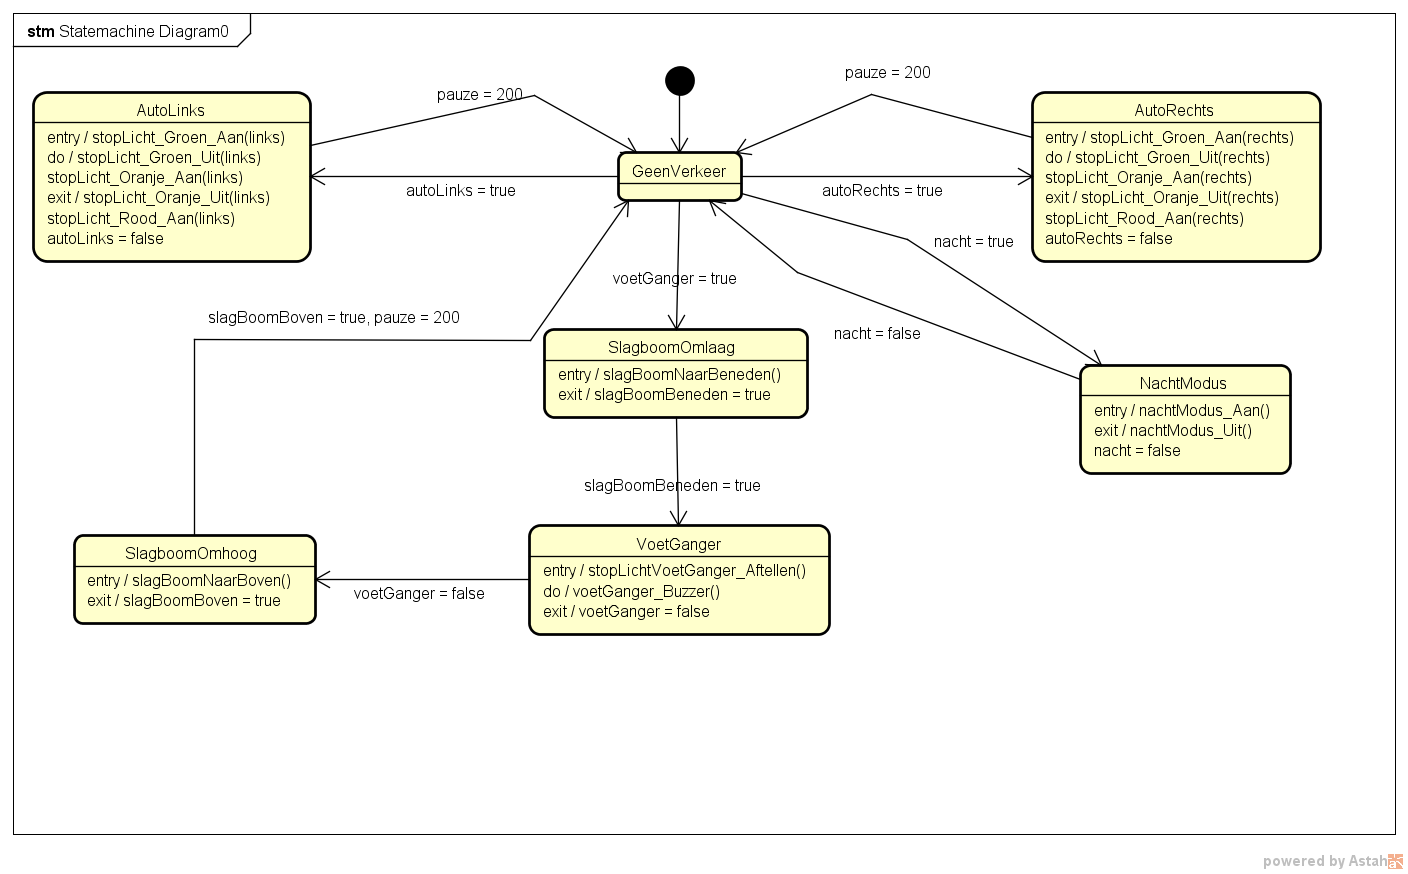 stm Statemachine Diagram0
pauze = 200
pauze = 200
AutoLinks
entry / stopLicht_Groen_Aan(links)
do / stopLicht_Groen_Uit(links)
stopLicht_Oranje_Aan(links)
exit / stopLicht_Oranje_Uit(links)
stopLicht_Rood_Aan(links)
autoLinks = false
GeenVerkeer
AutoRechts
entry / stopLicht_Groen_Aan(rechts)
do / stopLicht_Groen_Uit(rechts)
stopLicht_Oranje_Aan(rechts)
exit / stopLicht_Oranje_Uit(rechts)
stopLicht_Rood_Aan(rechts)
autoRechts = false
autoLinks = true
autoRechts = true
nacht = true
voetGanger = true
slagBoomBoven = true, pauze = 200
nacht = false
SlagboomOmlaag
entry / slagBoomNaarBeneden()
exit / slagBoomBeneden = true
NachtModus
entry / nachtModus_Aan()
exit / nachtModus_Uit()
nacht = false
slagBoomBeneden = true
SlagboomOmhoog
entry / slagBoomNaarBoven()
exit / slagBoomBoven = true
voetGanger = false
VoetGanger
entry / stopLichtVoetGanger_Aftellen()
do / voetGanger_Buzzer()
exit / voetGanger = false
powered by Astah